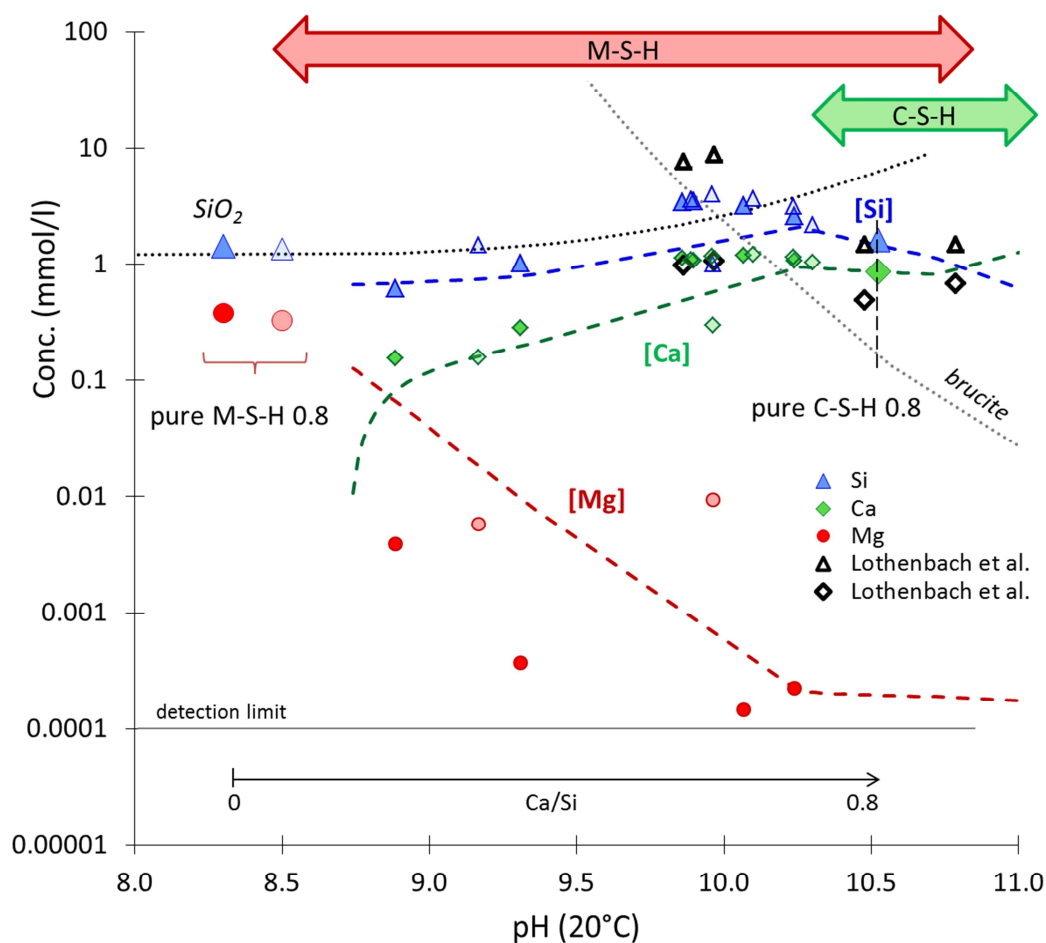 100
10
1
0.1
0.01
0.001
0.0001
0.00001
Conc. (mmol/l)
M-S-H
C-S-H
SiO2
[Si]
[Ca]
pure M-S-H 0.8
pure C-S-H 0.8
brucite
[Mg]
Si
Ca
Mg
Lothenbach et al.
Lothenbach et al.
detection limit
0
Ca/Si
0.8
8.0 8.5 9.0 9.5 10.0 10.5 11.0
pH (20°C)